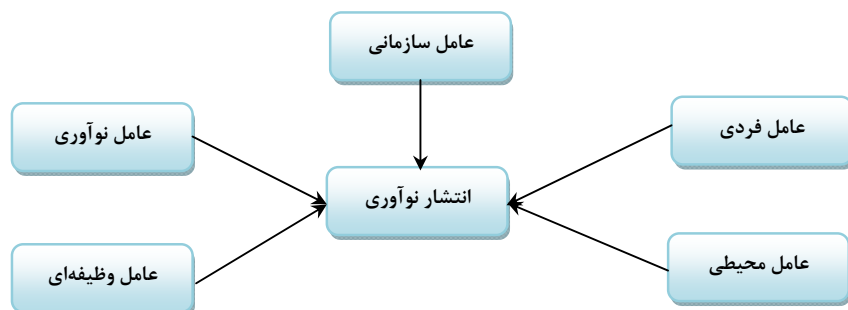 عامل سازمانی
عامل فردی
عامل نوآوری
انتشار نوآوری
عامل محیطی
عامل وظیفه‌ای